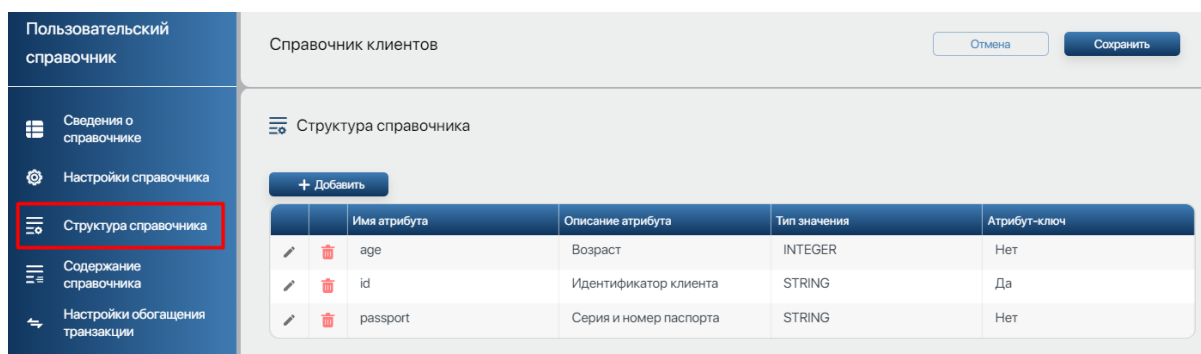 Пользовательский
справочник
Справочник клиентов
Отмена
Сохранить
Сведения о
справочнике
Настройки справочника
Структура справочника
Содержание
справочника
Настройки обогащения
транзакции
Структура справочника
+ Добавить
Имя атрибута Описание атрибута Тип значения Атрибут-ключ
age Возраст INTEGER Нет
id Идентификатор клиента STRING Да
passport Серия и номер паспорта STRING Нет